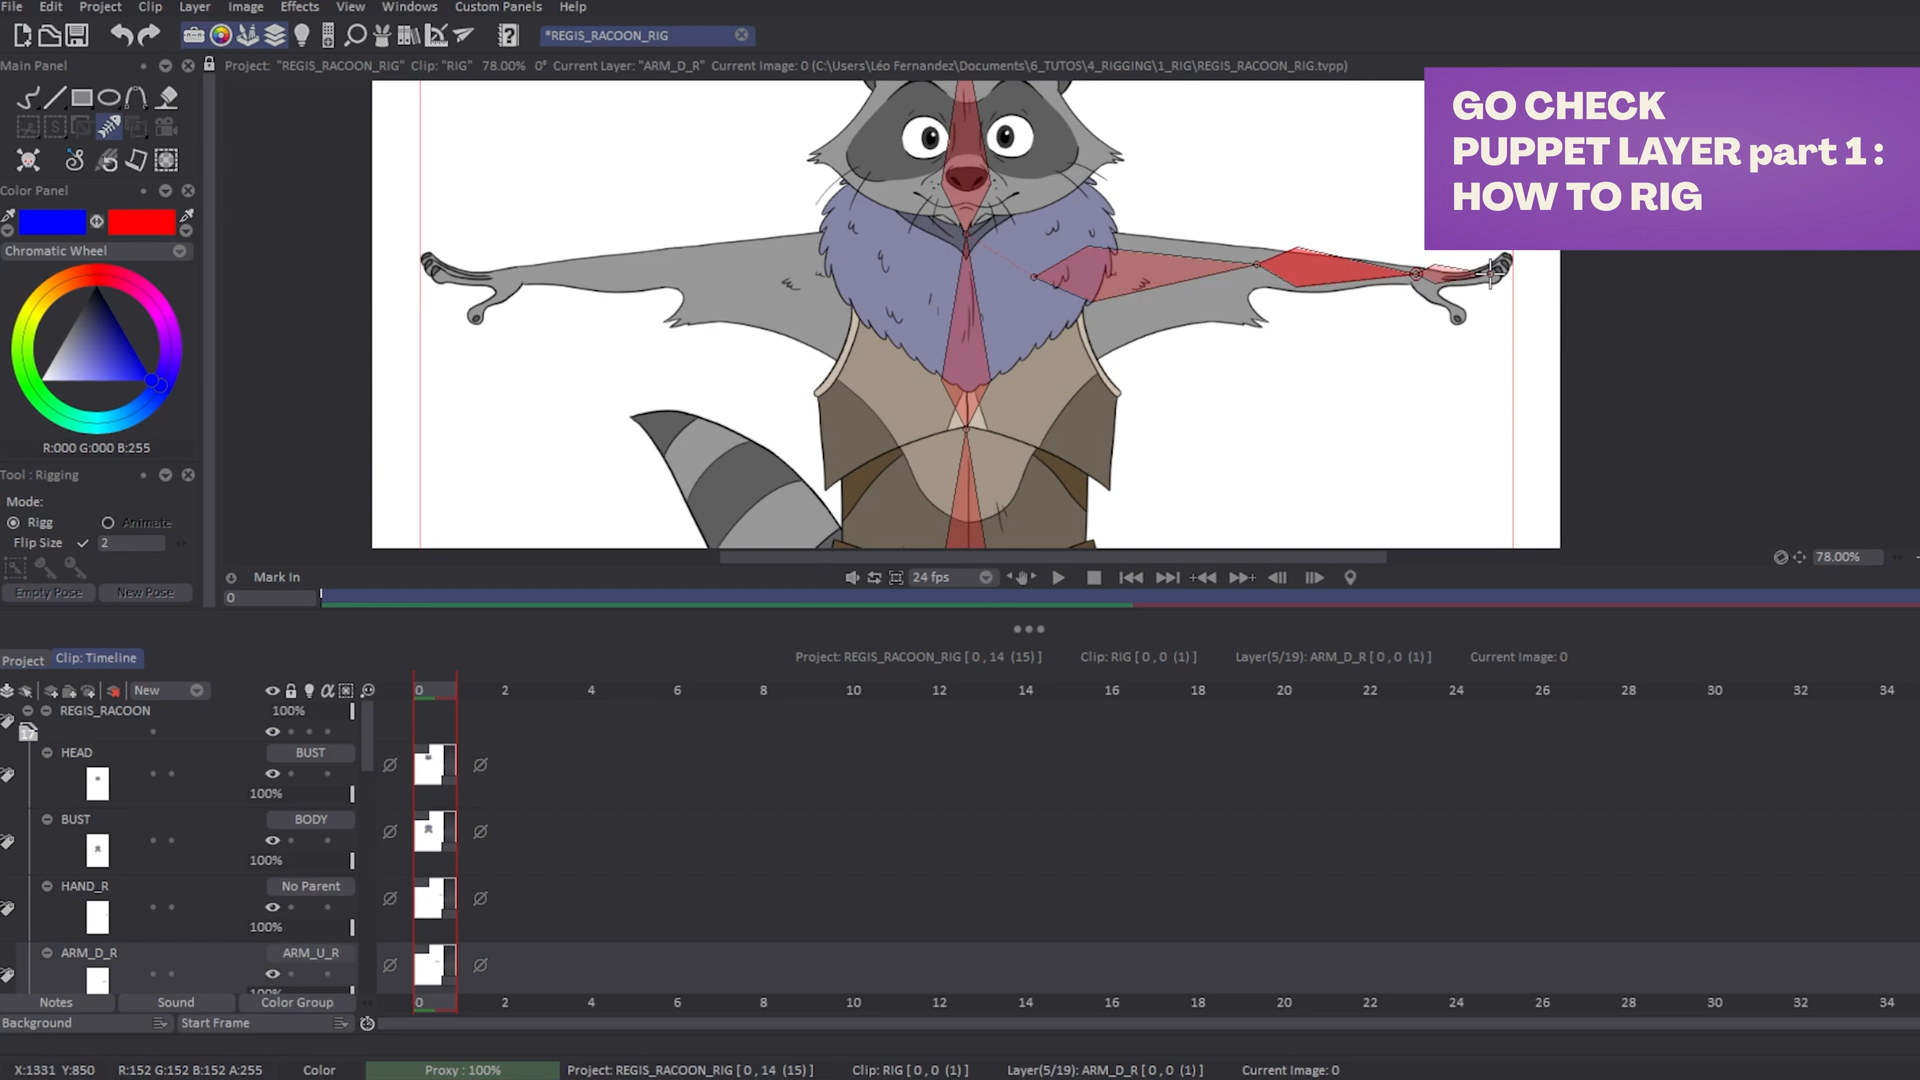 File Edit Project Clip Layer Image Effects View Windows Custom Panels Help
*REGIS_RACOON_RIG
Main Panel
Project: "REGIS_RACOON_RIG" Clip: "RIG" 78.00% 0° Current Layer: "ARM_D_R" Current Image: 0 (C:\Users\Léo Fernandez\Documents\6_TUTOS\4_RIGGING\1_RIG\REGIS_RACOON_RIG.tvpp)
GO CHECK
PUPPET LAYER part 1 :
HOW TO RIG
Color Panel
Chromatic Wheel
R:000 G:000 B:255
Tool : Rigging
Mode:
Rigg Animate
Flip Size 2
Empty Pose New Pose
78.00%
Mark In
24 fps
0
Project Clip: Timeline
Project: REGIS_RACOON_RIG [ 0 , 14 (15) ] Clip: RIG [ 0 , 0 (1) ] Layer(5/19): ARM_D_R [ 0 , 0 (1) ] Current Image: 0
New
0 2 4 6 8 10 12 14 16 18 20 22 24 26 28 30 32 34
REGIS_RACOON 100%
17
HEAD BUST
100%
BUST BODY
100%
HAND_R No Parent
100%
ARM_D_R ARM_U_R
100%
Notes Sound Color Group
0 2 4 6 8 10 12 14 16 18 20 22 24 26 28 30 32 34
Background Start Frame
X:1331 Y:850 R:152 G:152 B:152 A:255 Color Proxy : 100% Project: REGIS_RACOON_RIG [ 0 , 14 (15) ] Clip: RIG [ 0 , 0 (1) ] Layer(5/19): ARM_D_R [ 0 , 0 (1) ] Current Image: 0